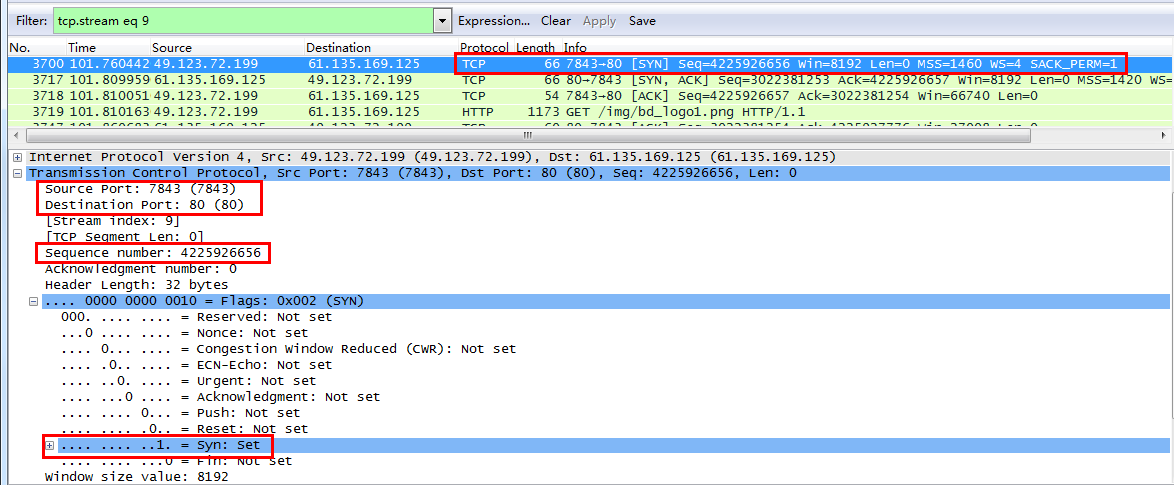 Filter: tcp.stream eq 9 Expression... Clear Apply Save
No. Time Source Destination Protocol Length Info
3700 101.760442 49.123.72.199 61.135.169.125 TCP 66 7843→80 [SYN] Seq=4225926656 Win=8192 Len=0 MSS=1460 WS=4 SACK_PERM=1
3717 101.809959 61.135.169.125 49.123.72.199 TCP 66 80→7843 [SYN, ACK] Seq=3022381253 Ack=4225926657 Win=8192 Len=0 MSS=1420 WS=
3718 101.810051 49.123.72.199 61.135.169.125 TCP 54 7843→80 [ACK] Seq=4225926657 Ack=3022381254 Win=66740 Len=0
3719 101.810163 49.123.72.199 61.135.169.125 HTTP 1173 GET /img/bd_logo1.png HTTP/1.1
Internet Protocol Version 4, Src: 49.123.72.199 (49.123.72.199), Dst: 61.135.169.125 (61.135.169.125)
Transmission Control Protocol, Src Port: 7843 (7843), Dst Port: 80 (80), Seq: 4225926656, Len: 0
Source Port: 7843 (7843)
Destination Port: 80 (80)
[Stream index: 9]
[TCP Segment Len: 0]
Sequence number: 4225926656
Acknowledgment number: 0
Header Length: 32 bytes
.... 0000 0000 0010 = Flags: 0x002 (SYN)
000. .... .... = Reserved: Not set
...0 .... .... = Nonce: Not set
.... 0... .... = Congestion Window Reduced (CWR): Not set
.... .0.. .... = ECN-Echo: Not set
.... ..0. .... = Urgent: Not set
.... ...0 .... = Acknowledgment: Not set
.... .... 0... = Push: Not set
.... .... .0.. = Reset: Not set
.... .... ..1. = Syn: Set
.... .... ...0 = Fin: Not set
Window size value: 8192